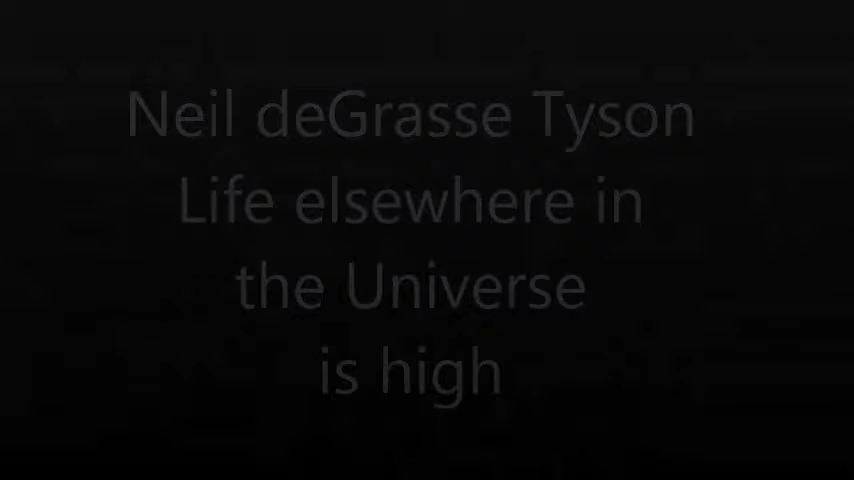 Neil deGrasse Tyson
Life elsewhere in
the Universe
is high